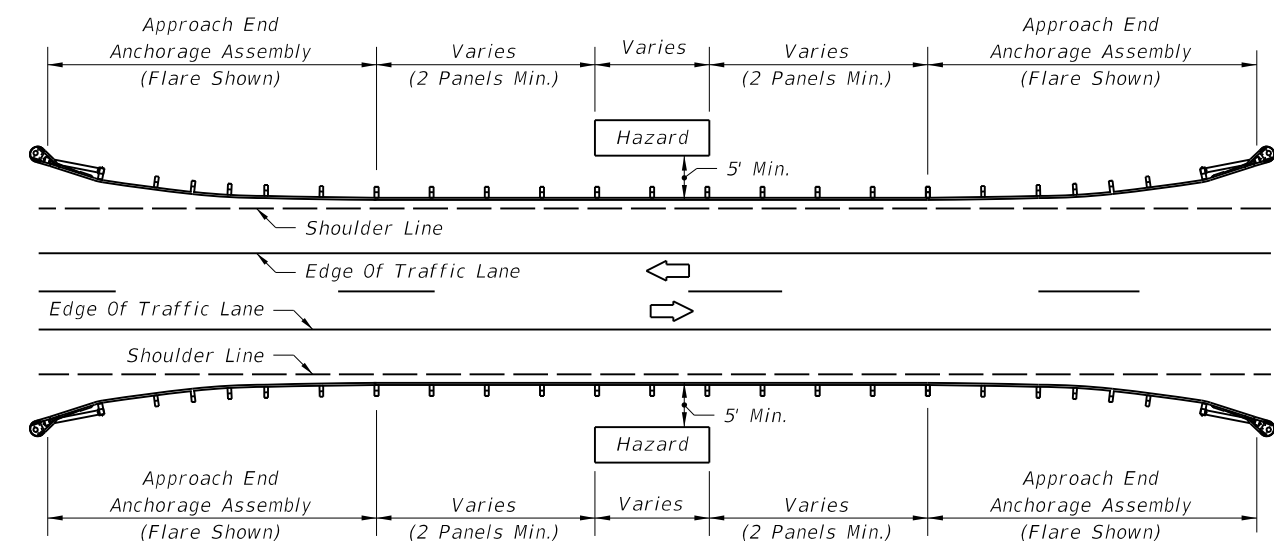 Approach End
Anchorage Assembly
(Flare Shown)
Varies
(2 Panels Min.)
Varies
Varies
(2 Panels Min.)
Approach End
Anchorage Assembly
(Flare Shown)
Hazard
5' Min.
Shoulder Line
Edge Of Traffic Lane
Edge Of Traffic Lane
Shoulder Line
5' Min.
Hazard
Approach End
Anchorage Assembly
(Flare Shown)
Varies
(2 Panels Min.)
Varies
Varies
(2 Panels Min.)
Approach End
Anchorage Assembly
(Flare Shown)